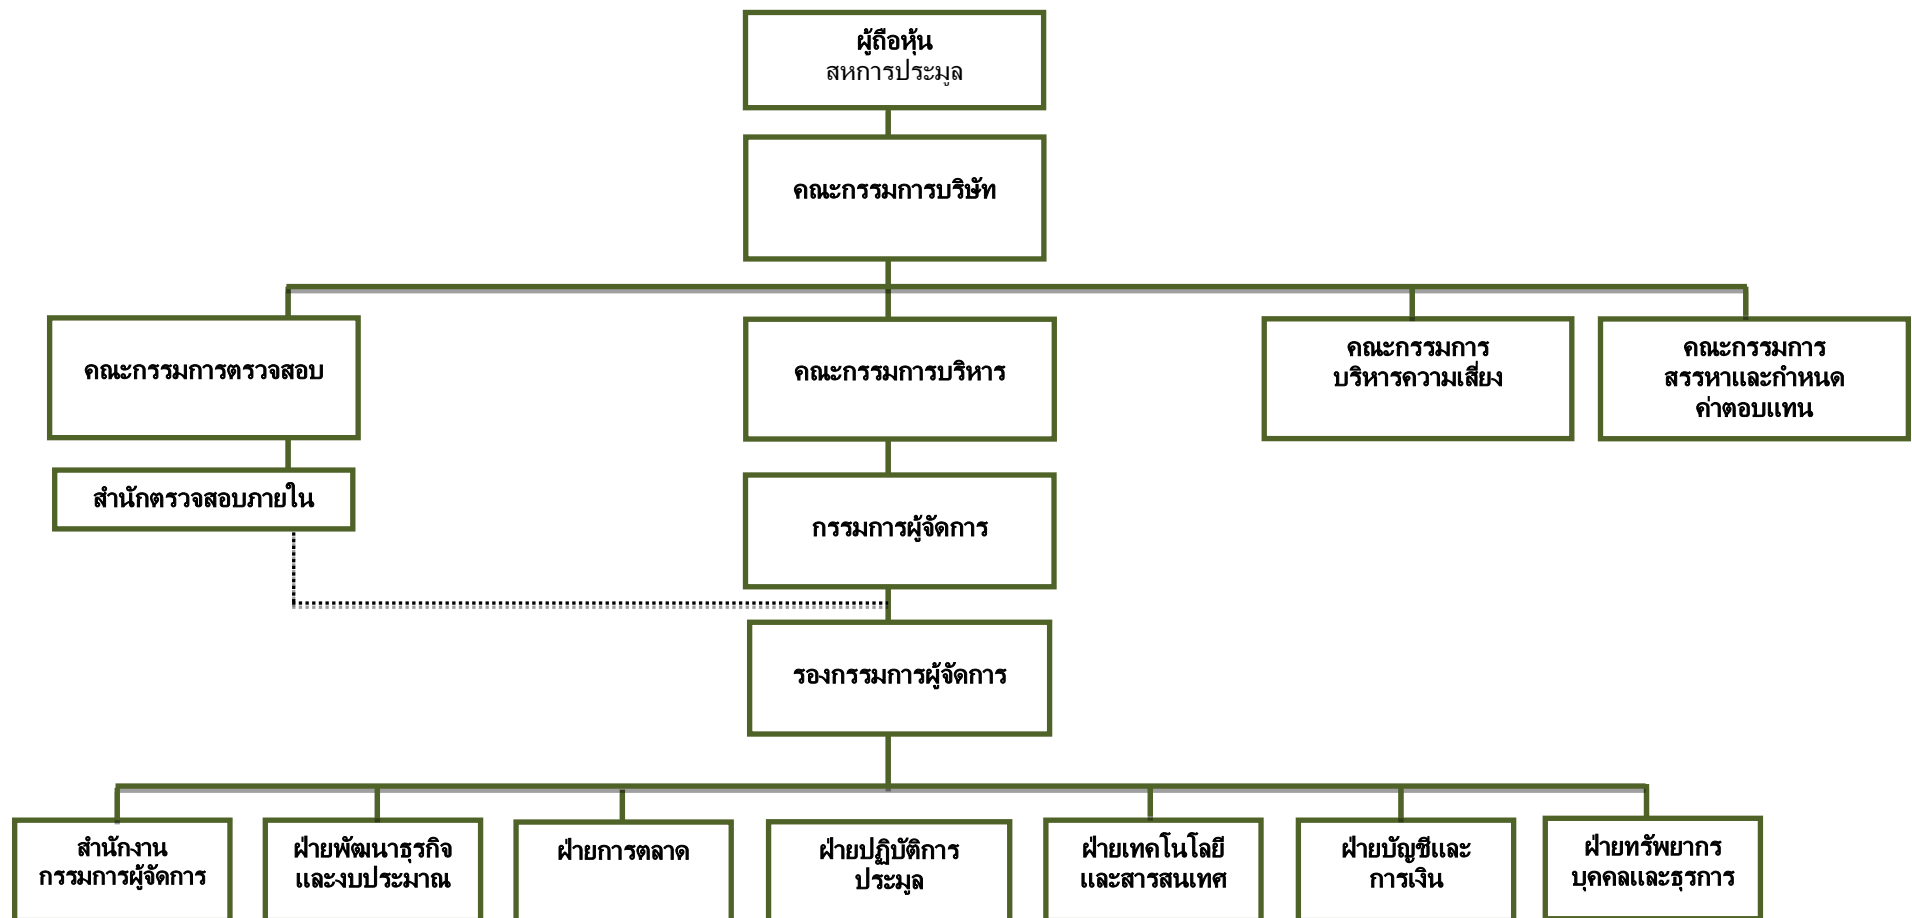 ผู้ถือหุ้น
สหการประมูล
คณะกรรมการบริษัท
คณะกรรมการตรวจสอบ
คณะกรรมการบริหาร
คณะกรรมการ
บริหารความเสี่ยง
คณะกรรมการ
สรรหาและกำหนด
ค่าตอบแทน
สำนักตรวจสอบภายใน
กรรมการผู้จัดการ
รองกรรมการผู้จัดการ
สำนักงาน
กรรมการผู้จัดการ
ฝ่ายพัฒนาธุรกิจ
และงบประมาณ
ฝ่ายการตลาด
ฝ่ายปฏิบัติการ
ประมูล
ฝ่ายเทคโนโลยี
และสารสนเทศ
ฝ่ายบัญชีและ
การเงิน
ฝ่ายทรัพยากร
บุคคลและธุรการ